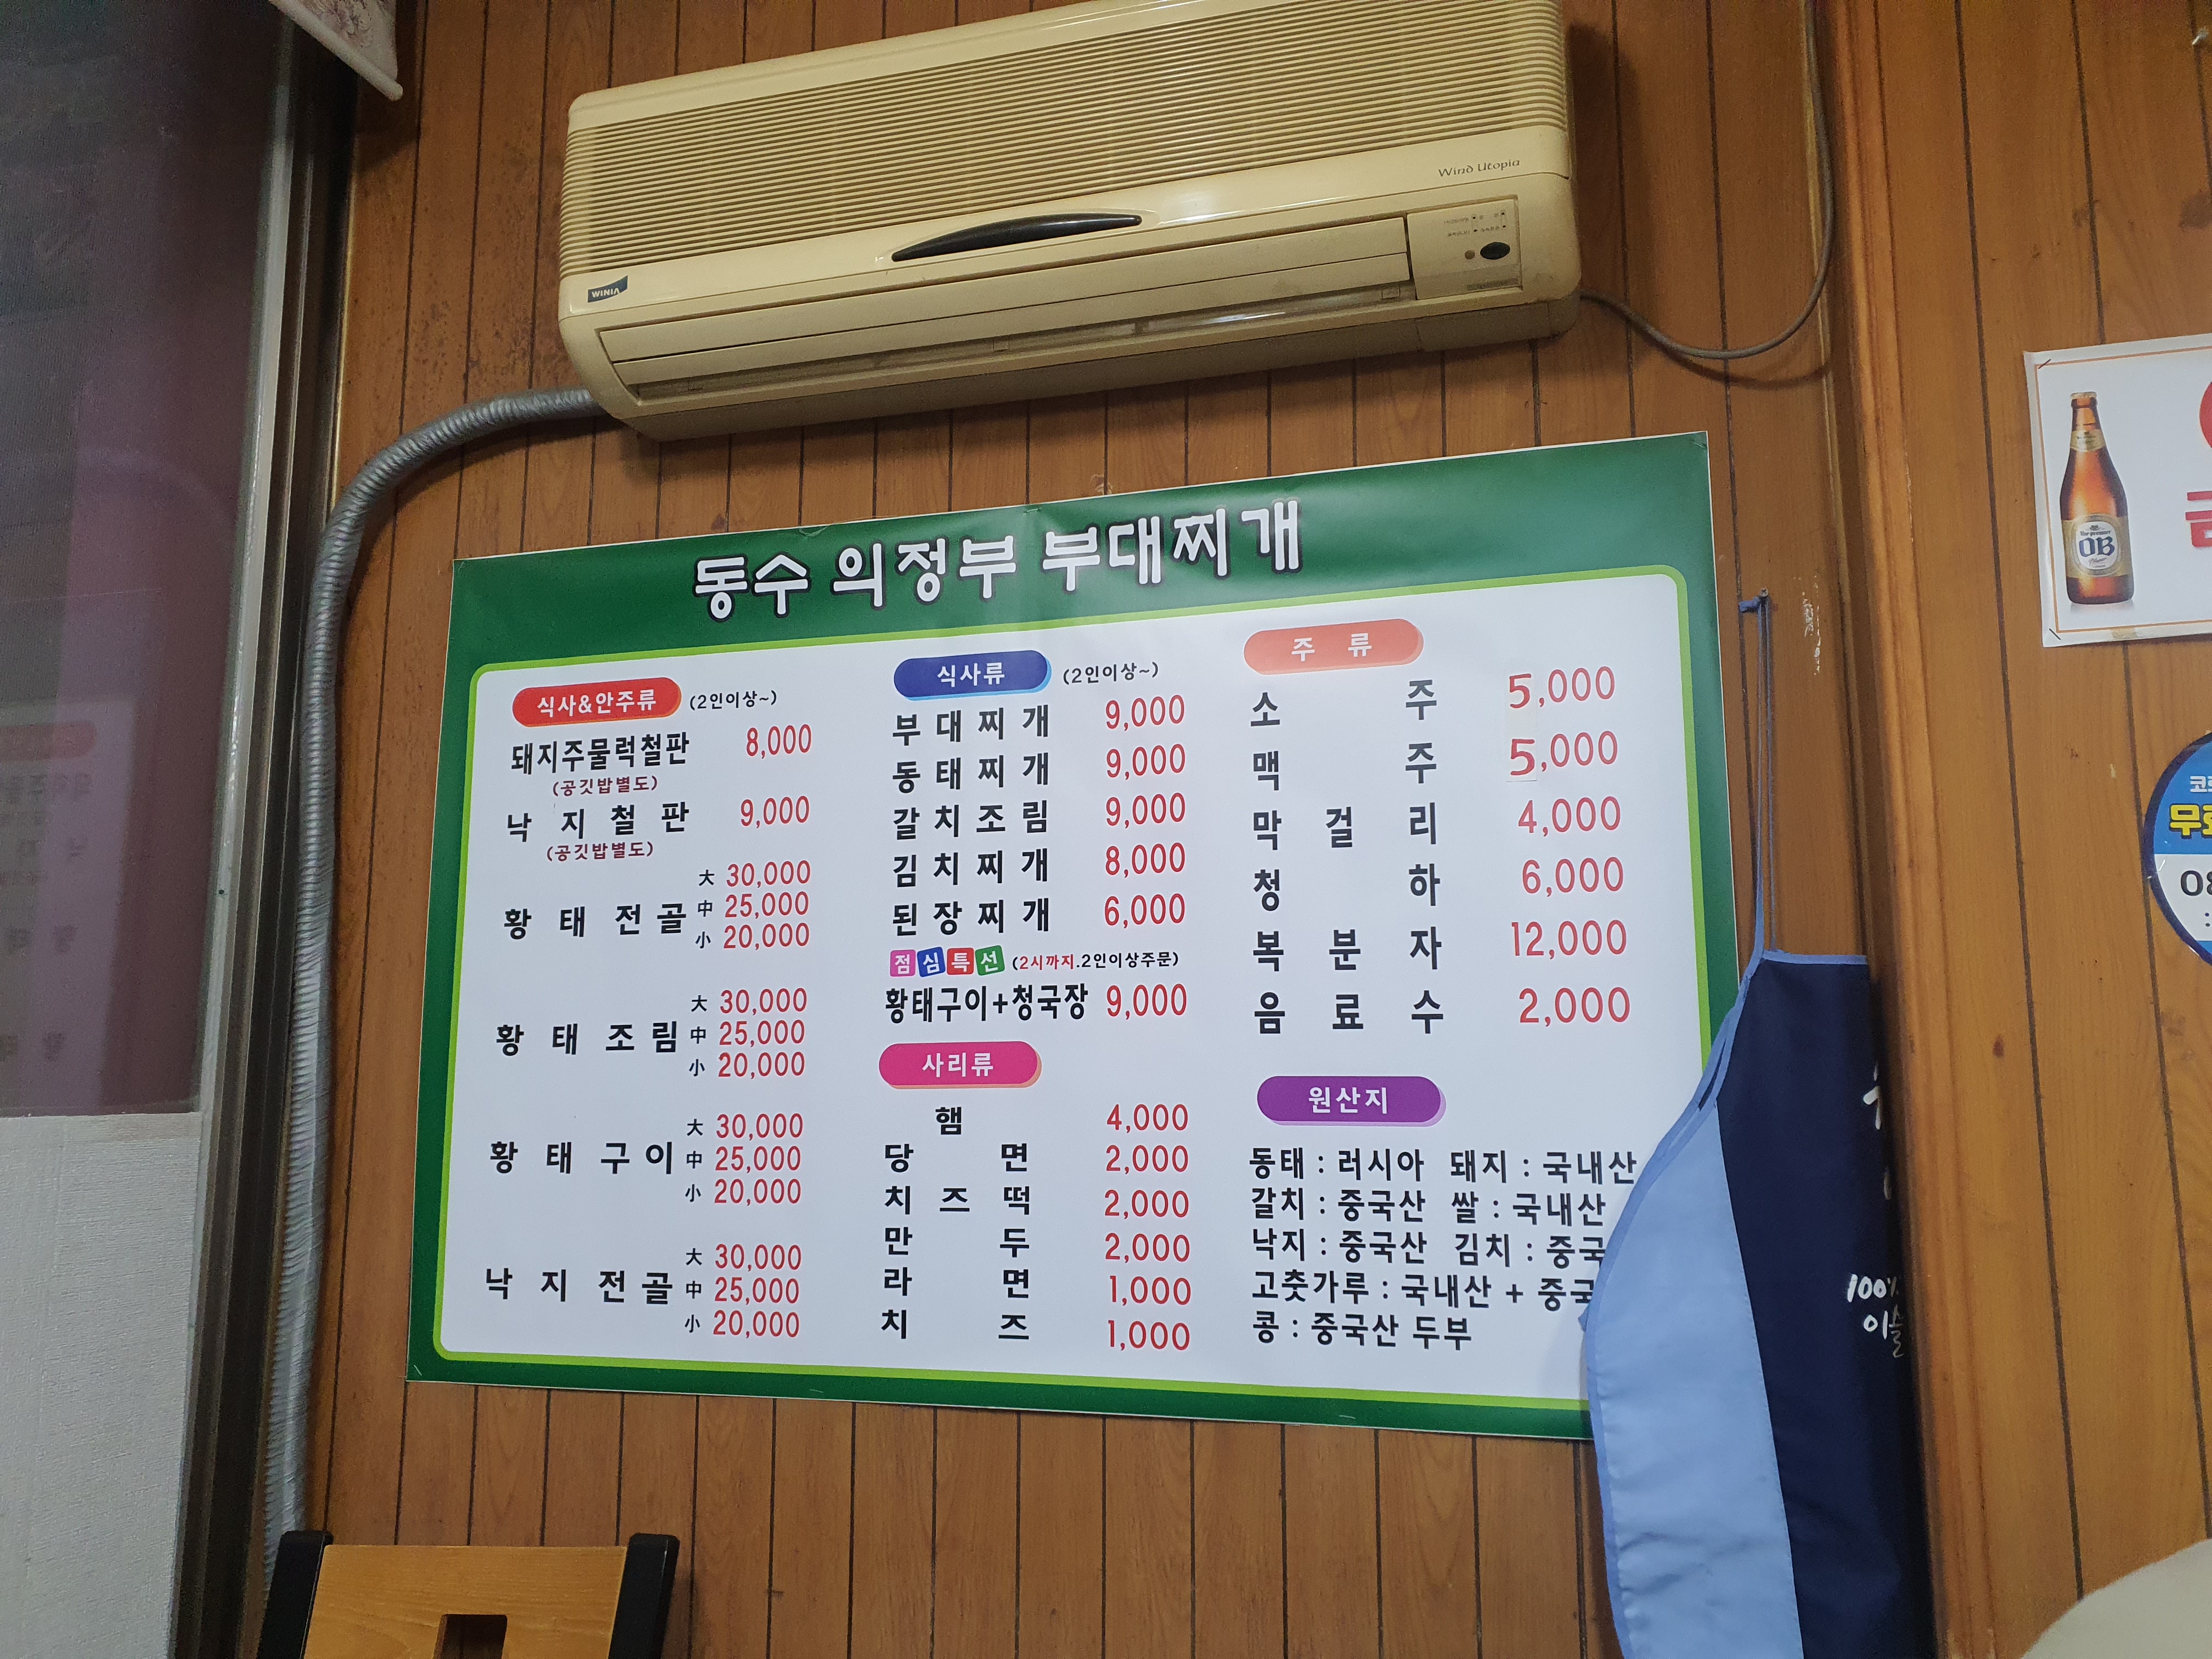 Wind Utopia
WINIA
동수 의정부 부대찌개
식사&안주류 (2인이상~)
돼지주물럭철판 8,000
(공깃밥별도)
낙지철판 9,000
(공깃밥별도)
황태전골 大 30,000
中 25,000
小 20,000
황태조림 大 30,000
中 25,000
小 20,000
황태구이 大 30,000
中 25,000
小 20,000
낙지전골 大 30,000
中 25,000
小 20,000
식사류 (2인이상~)
부대찌개 9,000
동태찌개 9,000
갈치조림 9,000
김치찌개 8,000
된장찌개 6,000
점심특선 (2시까지.2인이상주문)
황태구이+청국장 9,000
사리류
햄 4,000
당면 2,000
치즈떡 2,000
만두 2,000
라면 1,000
치즈 1,000
주류
소주 5,000
맥주 5,000
막걸리 4,000
청하 6,000
복분자 12,000
음료수 2,000
원산지
동태 : 러시아 돼지 : 국내산
갈치 : 중국산 쌀 : 국내산
낙지 : 중국산 김치 : 중국
고춧가루 : 국내산 + 중국
콩 : 중국산 두부
OB
100%
이슬
무료
08